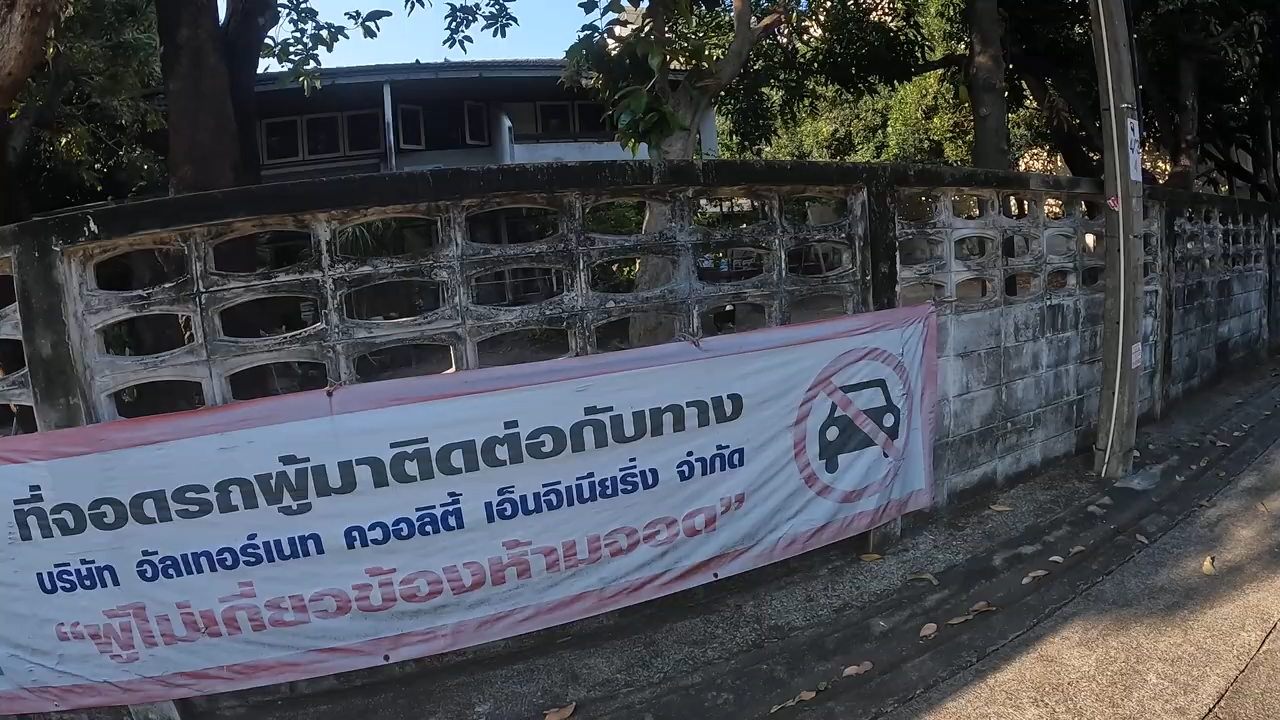 ที่จอดรถผู้มาติดต่อกับทาง
บริษัท อัลเทอร์เนท ควอลิตี้ เอ็นจิเนียริ่ง จำกัด
“ผู้ไม่เกี่ยวข้องห้ามจอด”